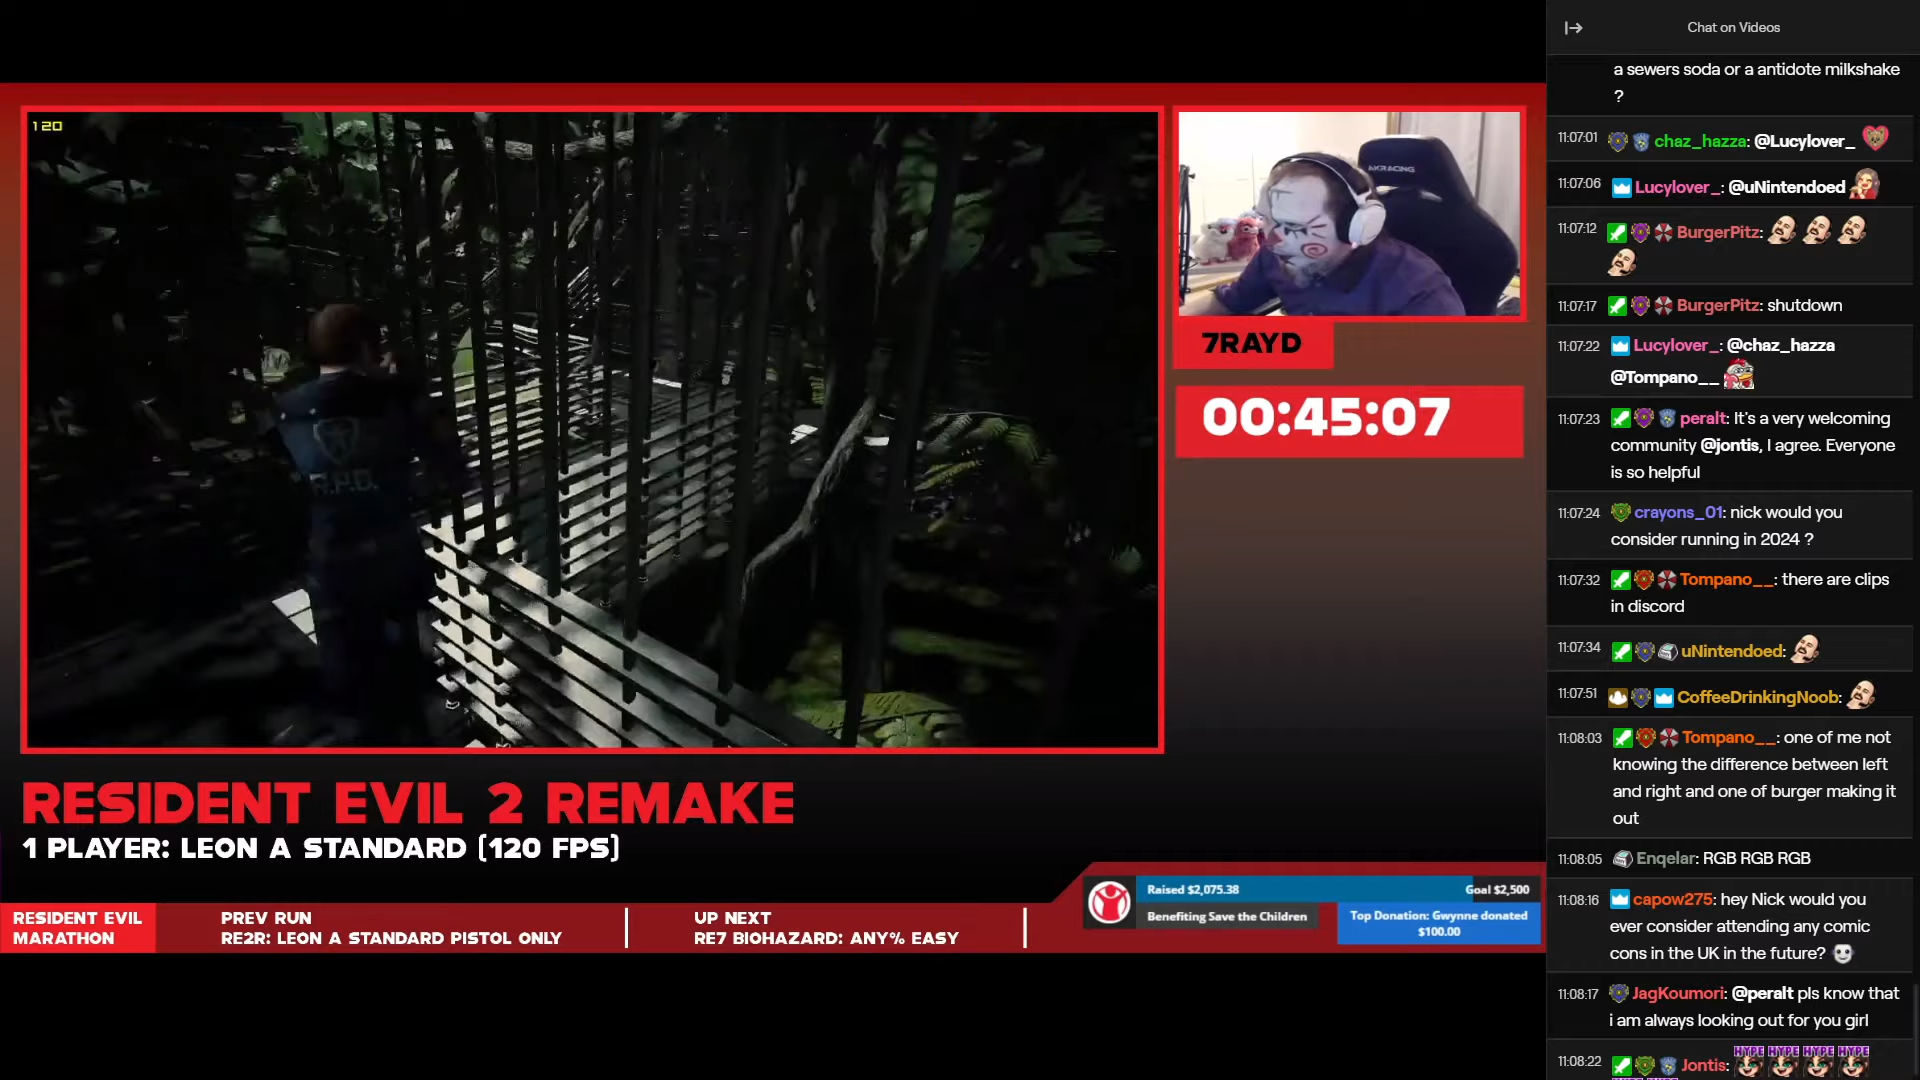 120
R.P.D.
AKRACING
7RAYD
00:45:07
RESIDENT EVIL 2 REMAKE
1 PLAYER: LEON A STANDARD (120 FPS)
RESIDENT EVIL
MARATHON
PREV RUN
RE2R: LEON A STANDARD PISTOL ONLY
UP NEXT
RE7 BIOHAZARD: ANY% EASY
Raised $2,075.38
Goal $2,500
Benefiting Save the Children
Top Donation: Gwynne donated
$100.00
Chat on Videos
a sewers soda or a antidote milkshake
?
11:07:01 chaz_hazza: @Lucylover_
11:07:06 Lucylover_: @uNintendoed
11:07:12 BurgerPitz:
11:07:17 BurgerPitz: shutdown
11:07:22 Lucylover_: @chaz_hazza
@Tompano__
11:07:23 peralt: It's a very welcoming
community @jontis, I agree. Everyone
is so helpful
11:07:24 crayons_01: nick would you
consider running in 2024 ?
11:07:32 Tompano__: there are clips
in discord
11:07:34 uNintendoed:
11:07:51 CoffeeDrinkingNoob:
11:08:03 Tompano__: one of me not
knowing the difference between left
and right and one of burger making it
out
11:08:05 Enqelar: RGB RGB RGB
11:08:16 capow275: hey Nick would you
ever consider attending any comic
cons in the UK in the future?
11:08:17 JagKoumori: @peralt pls know that
i am always looking out for you girl
11:08:22 Jontis: HYPE HYPE HYPE HYPE